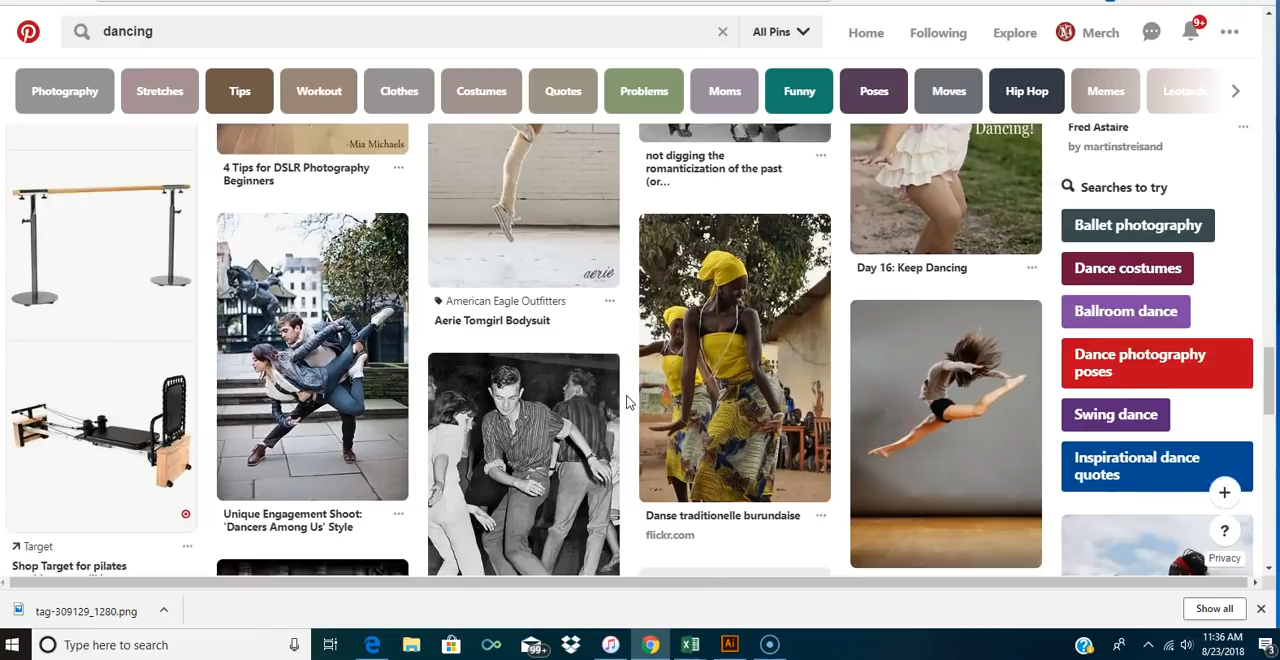 dancing
All Pins
Home
Following
Explore
Merch
9+
Photography
Stretches
Tips
Workout
Clothes
Costumes
Quotes
Problems
Moms
Funny
Poses
Moves
Hip Hop
Memes
Leotards
-Mia Michaels
4 Tips for DSLR Photography
Beginners
Unique Engagement Shoot:
'Dancers Among Us' Style
Target
Shop Target for pilates
aerie
American Eagle Outfitters
Aerie Tomgirl Bodysuit
not digging the
romanticization of the past
(or...
Danse traditionelle burundaise
flickr.com
Dancing!
Day 16: Keep Dancing
Fred Astaire
by martinstreisand
Searches to try
Ballet photography
Dance costumes
Ballroom dance
Dance photography
poses
Swing dance
Inspirational dance
quotes
+
?
Privacy
tag-309129_1280.png
Show all
Type here to search
99+
Ai
11:36 AM
8/23/2018
3